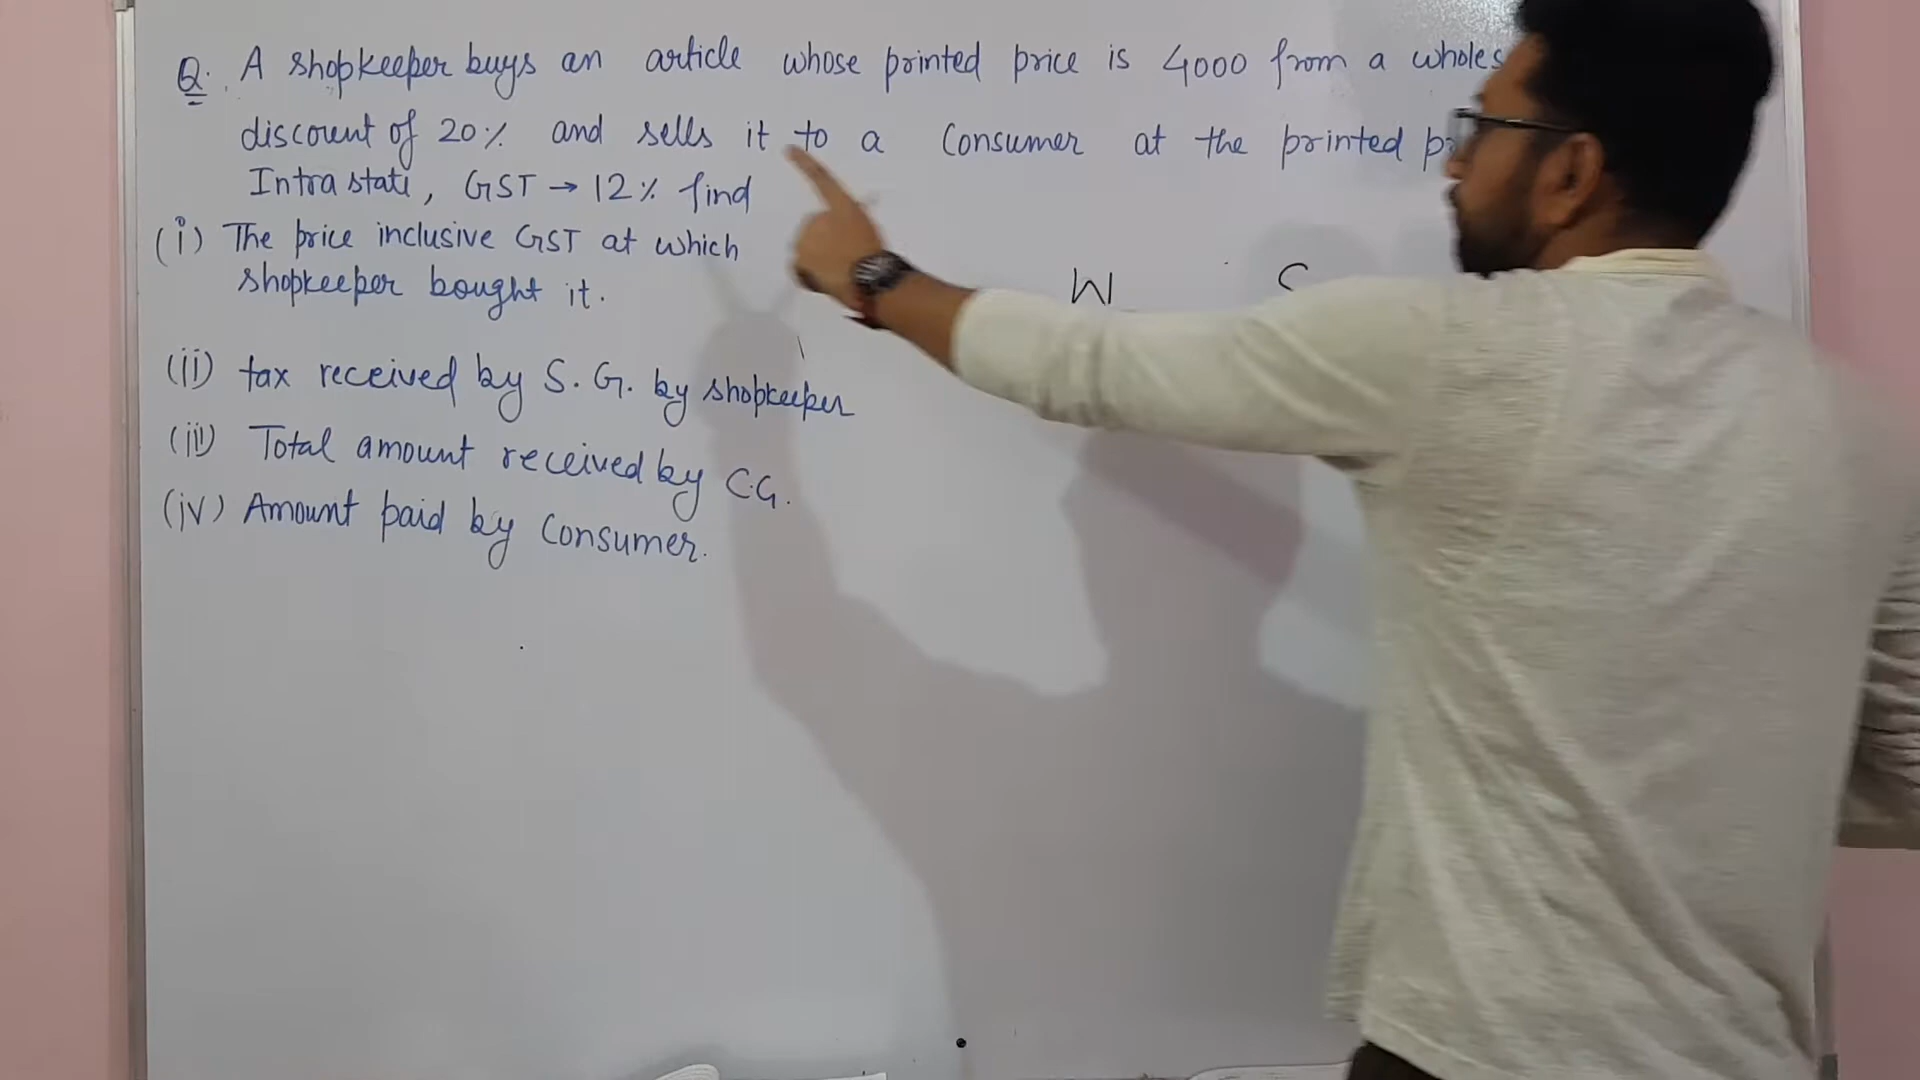 Q. A shopkeeper buys an article whose printed price is 4000 from a
discount of 20% and sells it to a Consumer at the printed
Intra state, GST → 12% find
(i) The price inclusive GST at which
shopkeeper bought it.
W S
(ii) tax received by S. G. by shopkeeper
(iii) Total amount received by C.G.
(iv) Amount paid by Consumer.